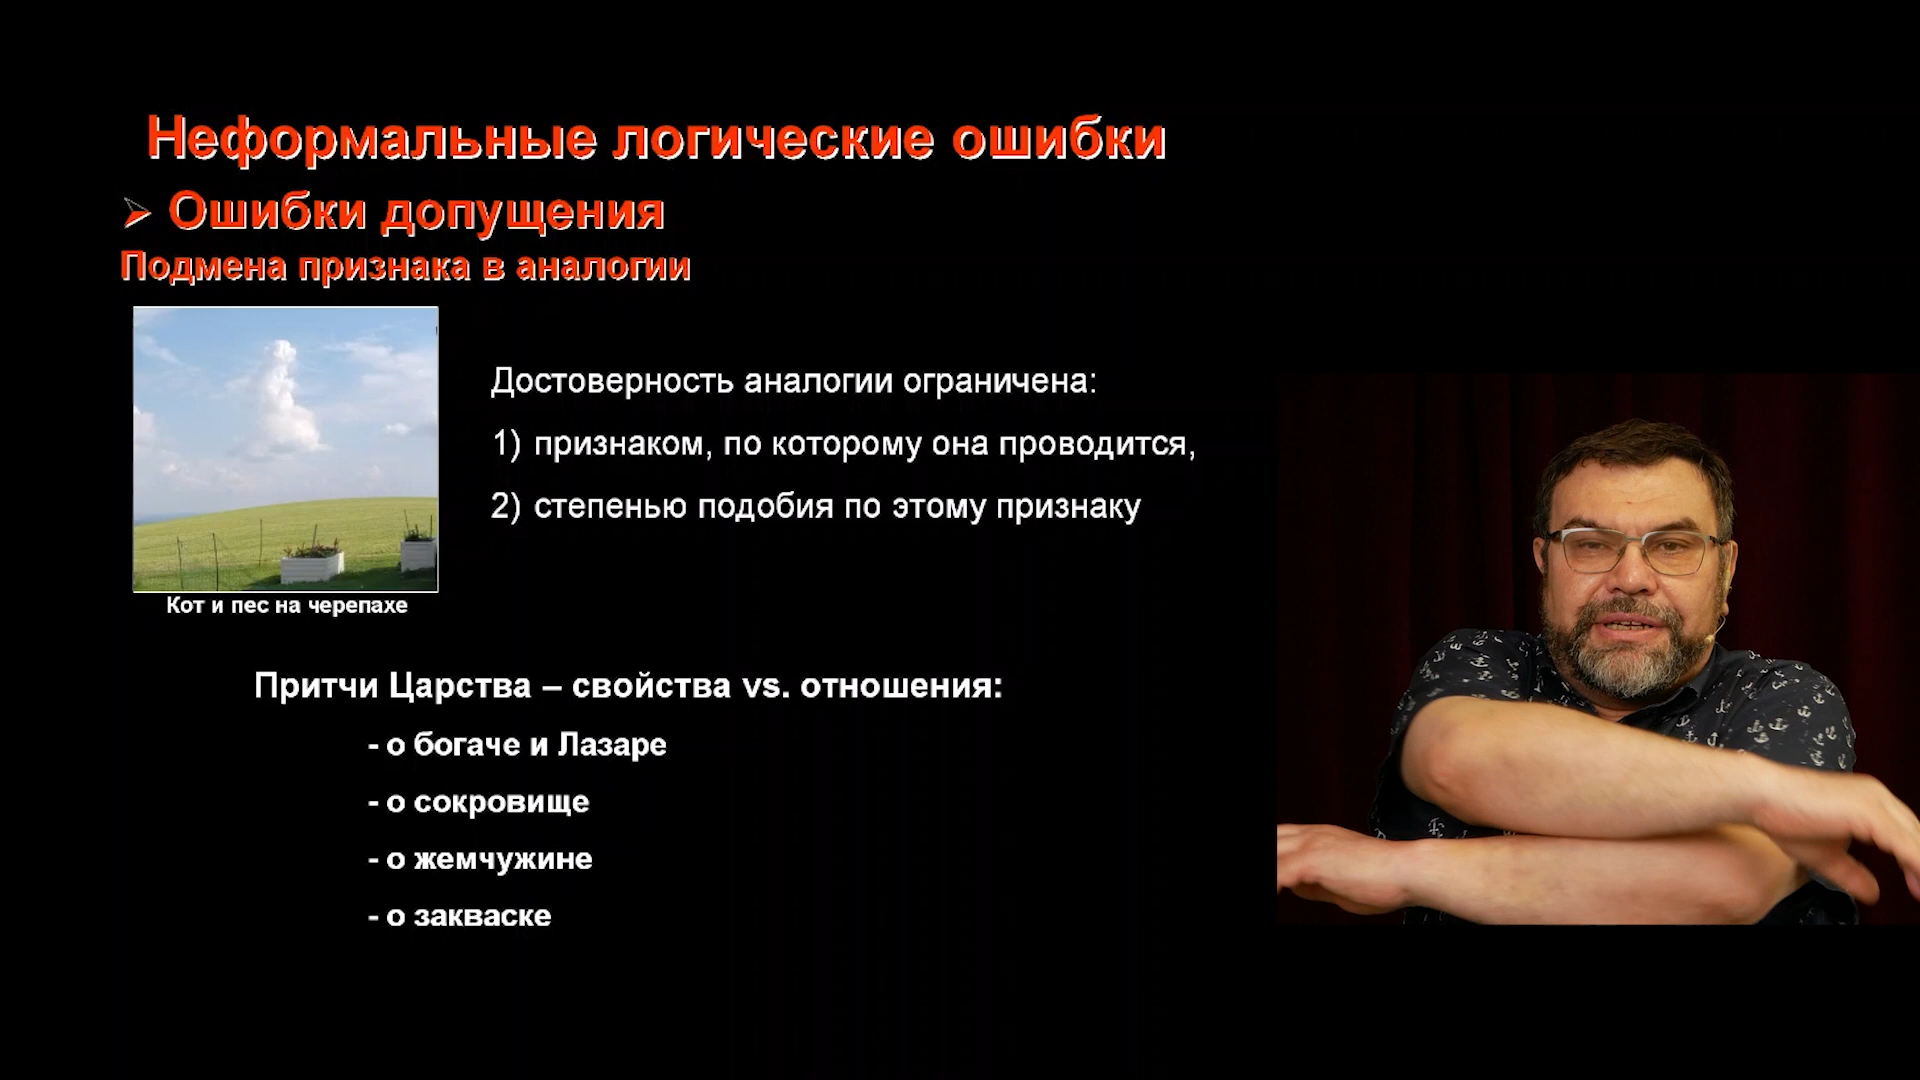 Неформальные логические ошибки
➢ Ошибки допущения
Подмена признака в аналогии
Достоверность аналогии ограничена:
1) признаком, по которому она проводится,
2) степенью подобия по этому признаку
Кот и пес на черепахе
Притчи Царства – свойства vs. отношения:
- о богаче и Лазаре
- о сокровище
- о жемчужине
- о закваске